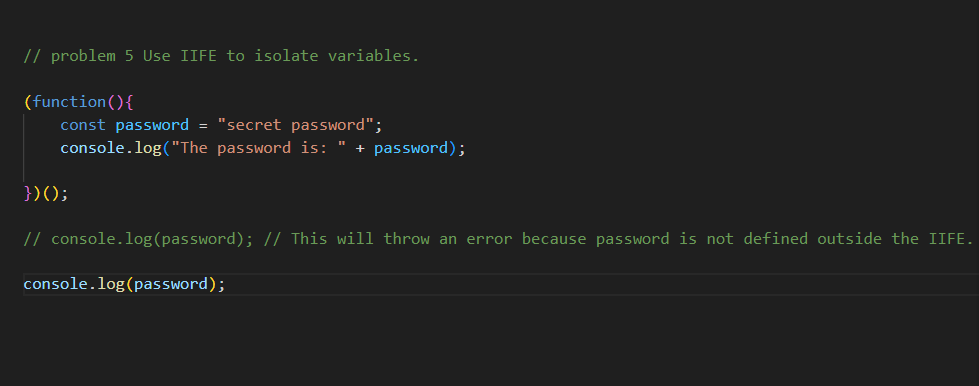 // problem 5 Use IIFE to isolate variables.
(function(){
    const password = "secret password";
    console.log("The password is: " + password);
})();
// console.log(password); // This will throw an error because password is not defined outside the IIFE.
console.log(password);